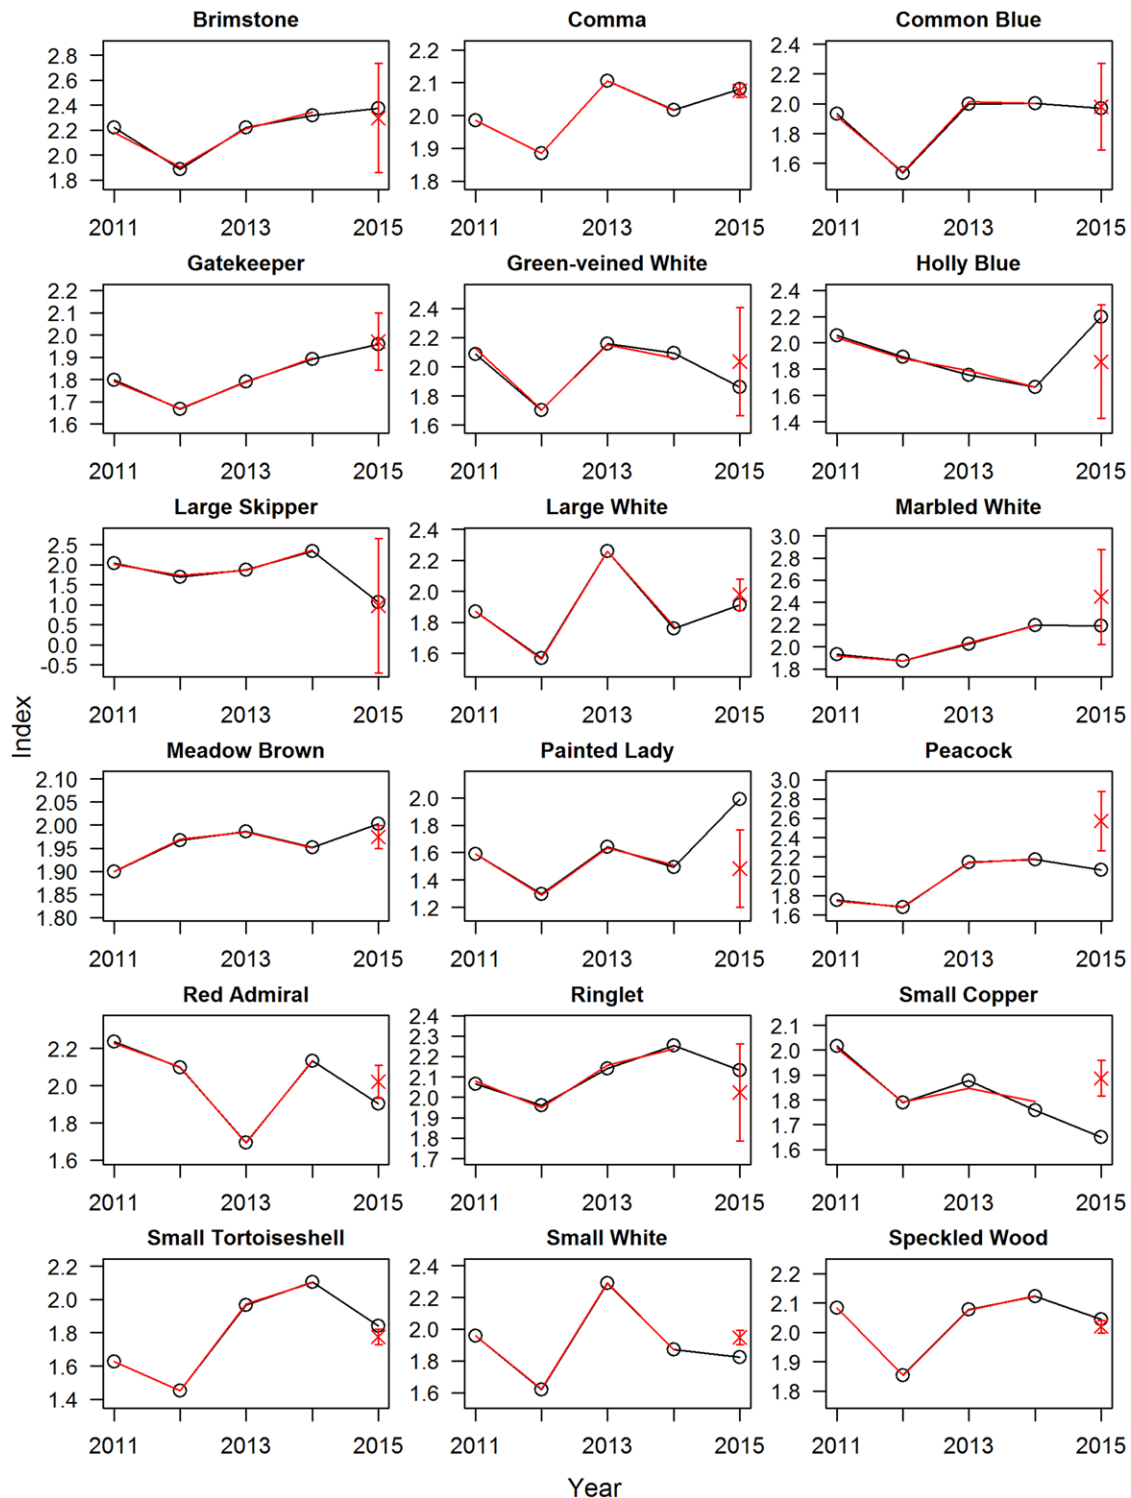 Brimstone Comma Common Blue
2.8 2.6 2.4 2.2 2.0 1.8
2.2 2.1 2.0 1.9 1.8
2.4 2.2 2.0 1.8 1.6
2011 2013 2015 2011 2013 2015 2011 2013 2015
Gatekeeper Green-veined White Holly Blue
2.2 2.1 2.0 1.9 1.8 1.7 1.6
2.4 2.2 2.0 1.8 1.6
2.4 2.2 2.0 1.8 1.6 1.4
2011 2013 2015 2011 2013 2015 2011 2013 2015
Large Skipper Large White Marbled White
2.5 2.0 1.5 1.0 0.5 0.0 -0.5
2.4 2.2 2.0 1.8 1.6
3.0 2.8 2.6 2.4 2.2 2.0 1.8
2011 2013 2015 2011 2013 2015 2011 2013 2015
Index
Meadow Brown Painted Lady Peacock
2.10 2.05 2.00 1.95 1.90 1.85 1.80
2.0 1.8 1.6 1.4 1.2
3.0 2.8 2.6 2.4 2.2 2.0 1.8 1.6
2011 2013 2015 2011 2013 2015 2011 2013 2015
Red Admiral Ringlet Small Copper
2.2 2.0 1.8 1.6
2.4 2.3 2.2 2.1 2.0 1.9 1.8 1.7
2.1 2.0 1.9 1.8 1.7 1.6
2011 2013 2015 2011 2013 2015 2011 2013 2015
Small Tortoiseshell Small White Speckled Wood
2.2 2.0 1.8 1.6 1.4
2.4 2.2 2.0 1.8 1.6
2.2 2.1 2.0 1.9 1.8
2011 2013 2015 2011 2013 2015 2011 2013 2015
Year